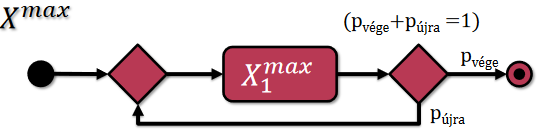 X^max
(p_vége+p_újra =1)
X_1^max
p_vége
p_újra